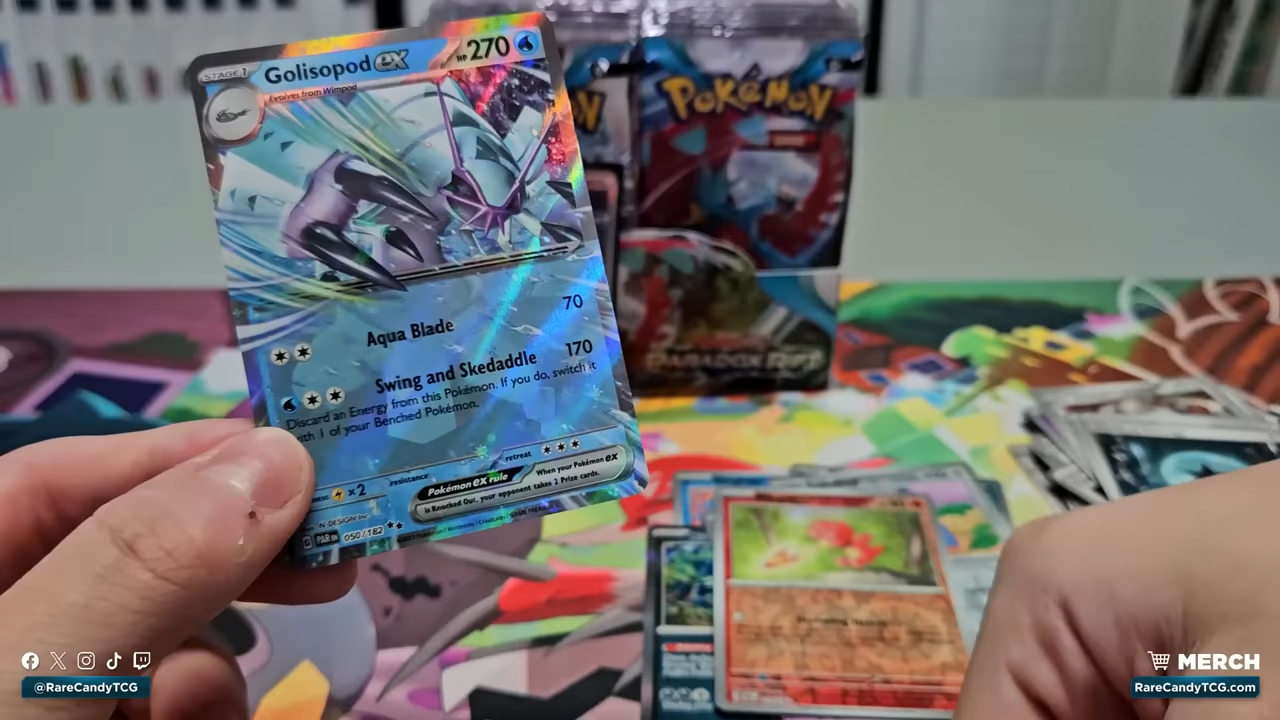 STAGE 1
Golisopod ex
HP 270
Evolves from Wimpod
Aqua Blade
70
Swing and Skedaddle
170
Discard an Energy from this Pokémon. If you do, switch it
with 1 of your Benched Pokémon.
×2
resistance
retreat
Pokémon ex rule
When your Pokémon ex
is Knocked Out, your opponent takes 2 Prize cards.
N-DESIGN Inc.
G PAR EN 050/182
POKéMON
PARADOX RIFT
@RareCandyTCG
MERCH
RareCandyTCG.com